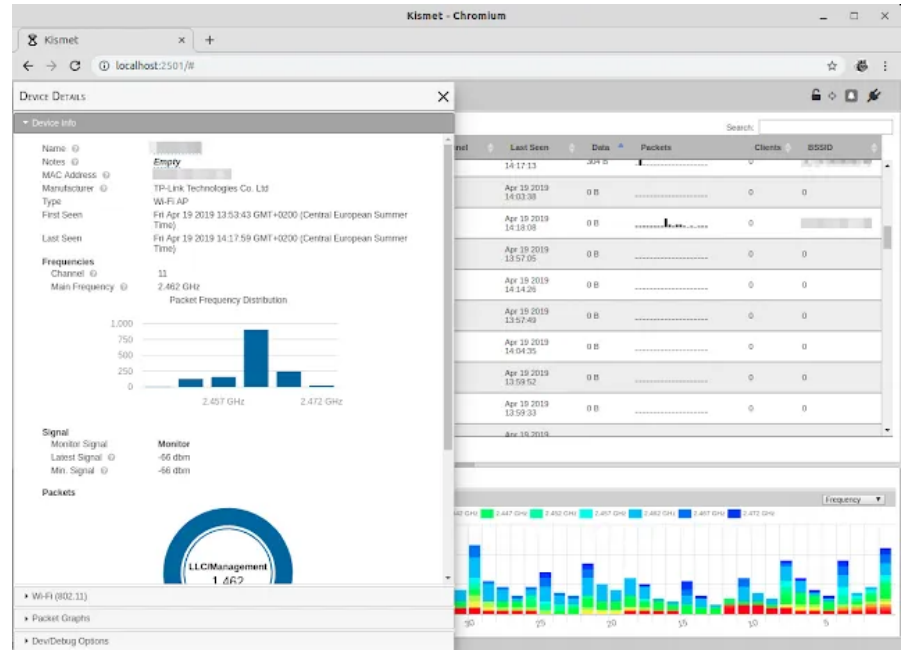 Kismet - Chromium
Kismet
localhost:2501/#
Device Details
Device Info
Name
Notes Empty
MAC Address
Manufacturer TP-Link Technologies Co. Ltd
Type Wi-Fi AP
First Seen Fri Apr 19 2019 13:53:43 GMT+0200 (Central European Summer
Time)
Last Seen Fri Apr 19 2019 14:17:59 GMT+0200 (Central European Summer
Time)
Frequencies
Channel 11
Main Frequency 2.462 GHz
Packet Frequency Distribution
1,000
750
500
250
0
2.457 GHz 2.472 GHz
Signal
Monitor Signal Monitor
Latest Signal -66 dbm
Min. Signal -66 dbm
Packets
LLC/Management
1,462
Wi-Fi (802.11)
Packet Graphs
Dev/Debug Options
Search:
nel Last Seen Data Packets Clients BSSID
14:17:13 304 B 0
Apr 19 2019
14:03:38 0 B 0 0
Apr 19 2019
14:18:08 0 B 0
Apr 19 2019
13:57:05 0 B 0 0
Apr 19 2019
14:14:26 0 B 0 0
Apr 19 2019
13:57:49 0 B 0 0
Apr 19 2019
14:04:35 0 B 0 0
Apr 19 2019
13:59:52 0 B 0 0
Apr 19 2019
13:59:33 0 B 0 0
Apr 19 2019
Frequency
2.447 GHz 2.452 GHz 2.457 GHz 2.462 GHz 2.467 GHz 2.472 GHz
30 25 20 15 10 5